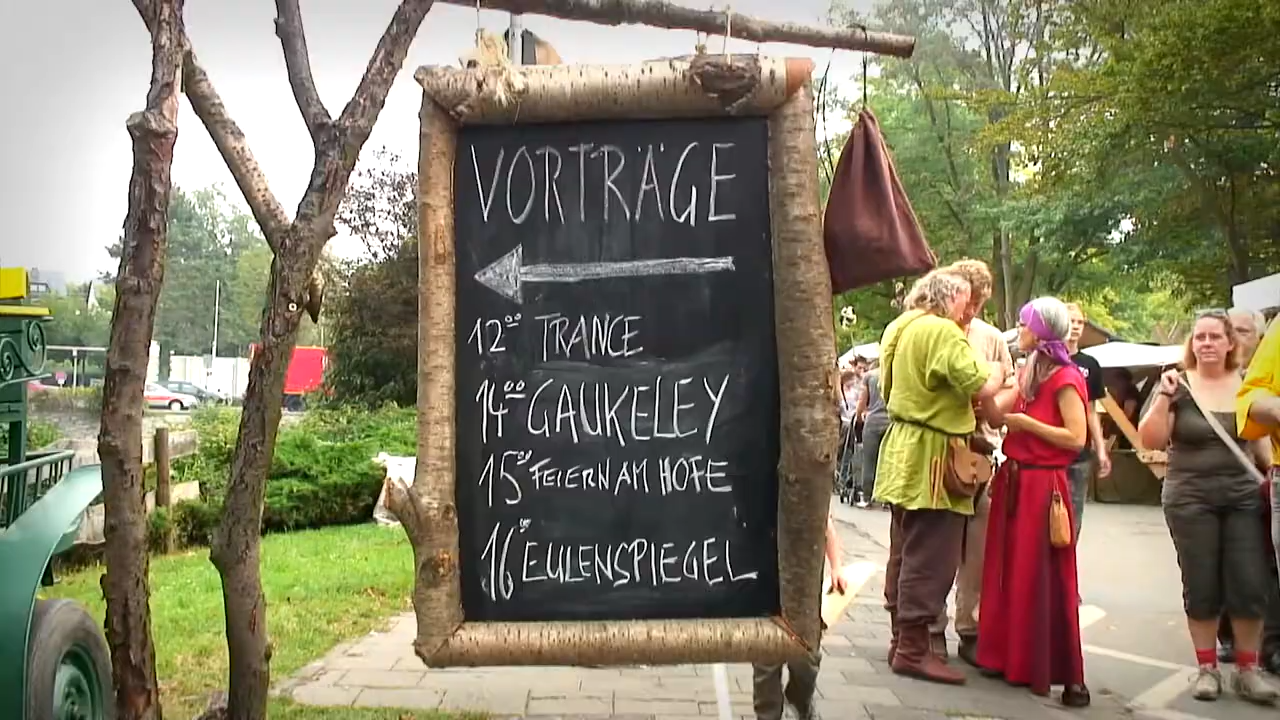 VORTRÄGE
12⁰⁰ TRANCE
14⁰⁰ GAUKELEY
15⁰⁰ FEIERN AM HOFE
16⁰⁰ EULENSPIEGEL